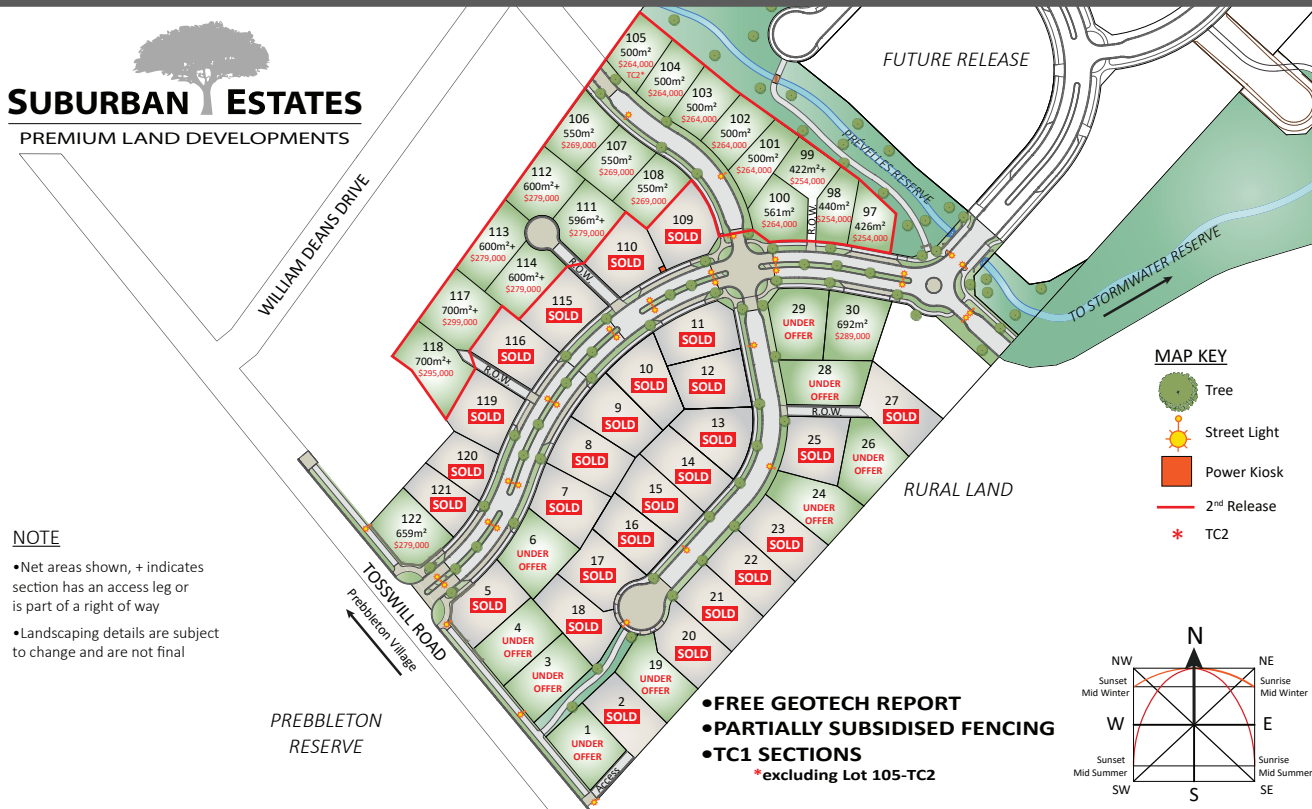 SUBURBAN ESTATES
PREMIUM LAND DEVELOPMENTS
WILLIAM DEANS DRIVE
FUTURE RELEASE
PREVELLES RESERVE
TO STORMWATER RESERVE
105
500m²
$264,000
TC2*
104
500m²
$264,000
103
500m²
$264,000
102
500m²
$264,000
101
500m²
$264,000
99
422m²+
$254,000
100
561m²
$264,000
R.O.W.
98
440m²
$254,000
97
426m²
$254,000
106
550m²
$269,000
107
550m²
$269,000
108
550m²
$269,000
109
SOLD
110
SOLD
112
600m²+
$279,000
111
596m²+
$279,000
113
600m²+
$279,000
114
600m²+
$279,000
R.O.W.
115
SOLD
117
700m²+
$299,000
116
SOLD
118
700m²+
$295,000
R.O.W.
119
SOLD
120
SOLD
121
SOLD
122
659m²
$279,000
11
SOLD
10
SOLD
12
SOLD
9
SOLD
13
SOLD
8
SOLD
14
SOLD
7
SOLD
15
SOLD
16
SOLD
6
UNDER
OFFER
17
SOLD
5
SOLD
18
SOLD
4
UNDER
OFFER
3
UNDER
OFFER
2
SOLD
1
UNDER
OFFER
Access
19
UNDER
OFFER
20
SOLD
21
SOLD
22
SOLD
23
SOLD
24
UNDER
OFFER
25
SOLD
26
UNDER
OFFER
27
SOLD
R.O.W.
28
UNDER
OFFER
29
UNDER
OFFER
30
692m²
$289,000
RURAL LAND
TOSSWILL ROAD
Prebbleton Village
PREBBLETON
RESERVE
NOTE
•Net areas shown, + indicates
section has an access leg or
is part of a right of way
•Landscaping details are subject
to change and are not final
•FREE GEOTECH REPORT
•PARTIALLY SUBSIDISED FENCING
•TC1 SECTIONS
*excluding Lot 105-TC2
MAP KEY
Tree
Street Light
Power Kiosk
2nd Release
* TC2
N
NW
NE
Sunset
Mid Winter
Sunrise
Mid Winter
W
E
Sunset
Mid Summer
Sunrise
Mid Summer
SW
S
SE